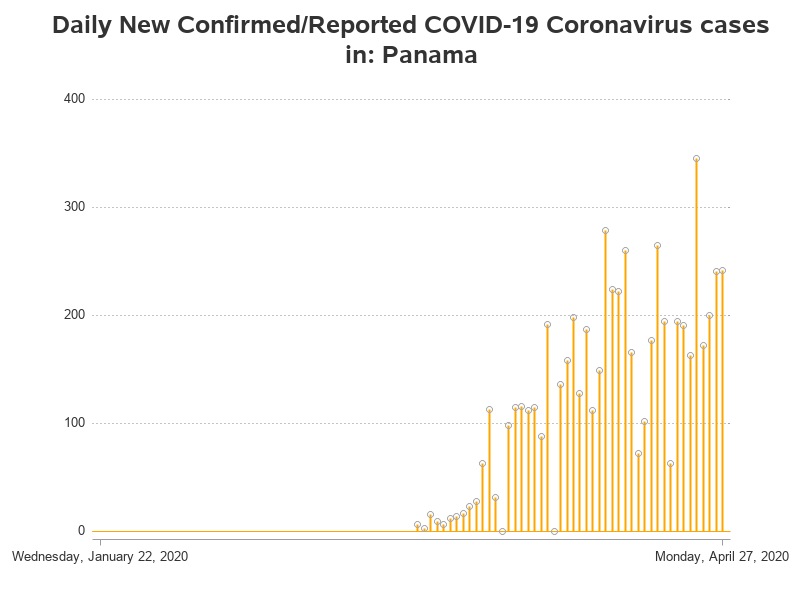 Daily New Confirmed/Reported COVID-19 Coronavirus cases
in: Panama
400
300
200
100
0
Wednesday, January 22, 2020
Monday, April 27, 2020